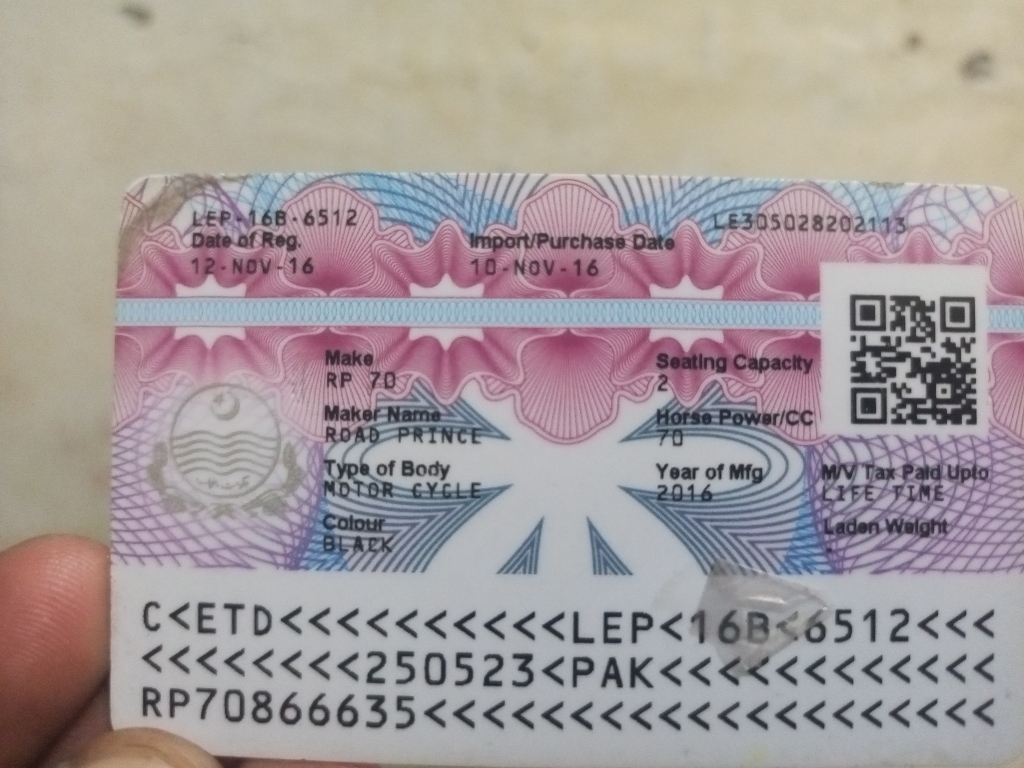 LEP-16B-6512
LE305028202113
Date of Reg.
Import/Purchase Date
12-NOV-16
10-NOV-16
Make
RP 70
Seating Capacity
2
Maker Name
ROAD PRINCE
Horse Power/CC
70
Type of Body
MOTOR CYCLE
Year of Mfg
2016
M/V Tax Paid Upto
LIFE TIME
Colour
BLACK
Laden Weight
-
C<ETD<<<<<<<<<<LEP<16B<6512<<<
<<<<<<<<250523<PAK<<<<<<<<<<<<
RP70866635<<<<<<<<<<<<<<<<<<<<